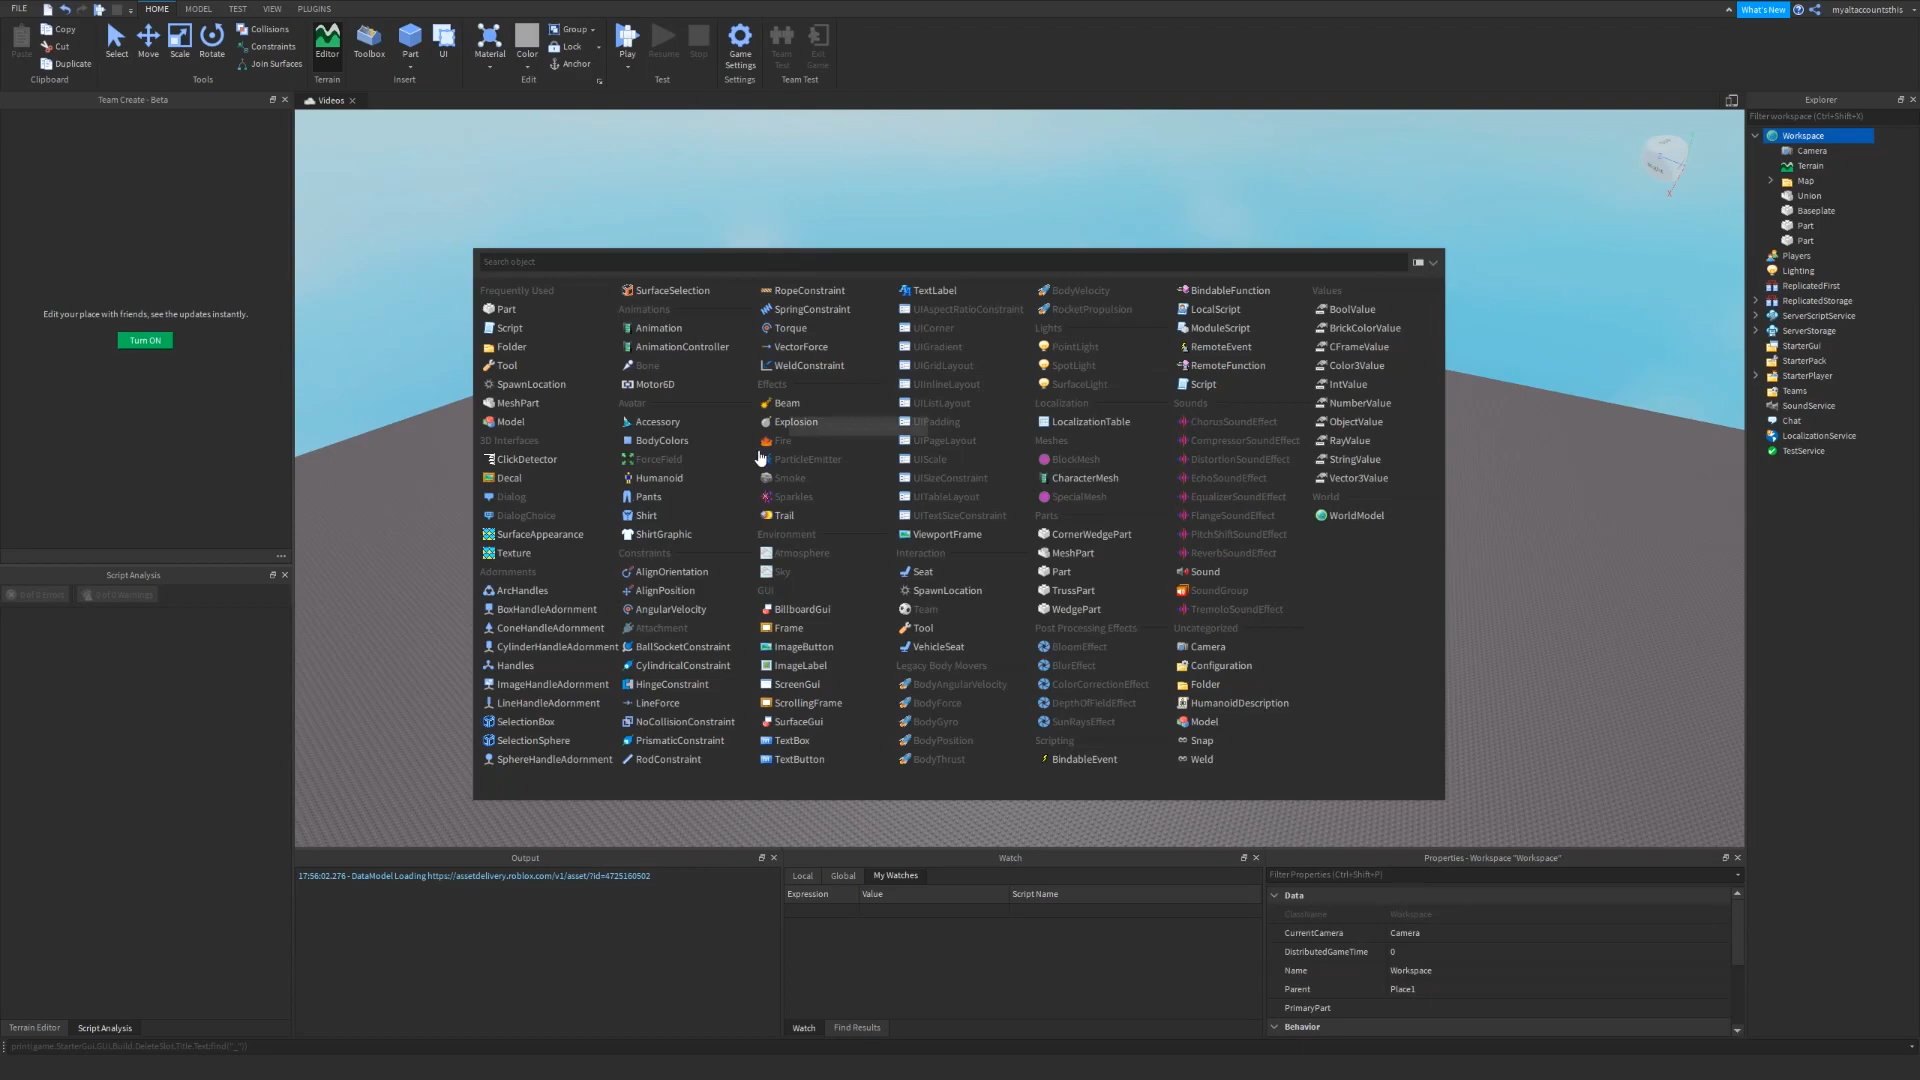 FILE HOME MODEL TEST VIEW PLUGINS What's New myaltaccountsthis
Copy
Cut
Duplicate
Paste
Clipboard
Select Move Scale Rotate
Collisions
Constraints
Join Surfaces
Tools
Editor
Terrain
Toolbox Part UI
Insert
Material Color
Group
Lock
Anchor
Edit
Play Resume Stop
Test
Game Settings
Settings
Team Test
Exit Game
Team Test
Team Create - Beta
Edit your place with friends, see the updates instantly.
Turn ON
Script Analysis
0 of 0 Errors 0 of 0 Warnings
Terrain Editor Script Analysis
Videos
Search object
Frequently Used
Part
Script
Folder
Tool
SpawnLocation
MeshPart
Model
3D Interfaces
ClickDetector
Decal
Dialog
DialogChoice
SurfaceAppearance
Texture
Adornments
ArcHandles
BoxHandleAdornment
ConeHandleAdornment
CylinderHandleAdornment
Handles
ImageHandleAdornment
LineHandleAdornment
SelectionBox
SelectionSphere
SphereHandleAdornment
SurfaceSelection
Animations
Animation
AnimationController
Bone
Motor6D
Avatar
Accessory
BodyColors
ForceField
Humanoid
Pants
Shirt
ShirtGraphic
Constraints
AlignOrientation
AlignPosition
AngularVelocity
Attachment
BallSocketConstraint
CylindricalConstraint
HingeConstraint
LineForce
NoCollisionConstraint
PrismaticConstraint
RodConstraint
RopeConstraint
SpringConstraint
Torque
VectorForce
WeldConstraint
Effects
Beam
Explosion
Fire
ParticleEmitter
Smoke
Sparkles
Trail
Environment
Atmosphere
Sky
GUI
BillboardGui
Frame
ImageButton
ImageLabel
ScreenGui
ScrollingFrame
SurfaceGui
TextBox
TextButton
TextLabel
UIAspectRatioConstraint
UICorner
UIGradient
UIGridLayout
UIInlineLayout
UIListLayout
UIPadding
UIPageLayout
UIScale
UISizeConstraint
UITableLayout
UITextSizeConstraint
ViewportFrame
Interaction
Seat
SpawnLocation
Team
Tool
VehicleSeat
Legacy Body Movers
BodyAngularVelocity
BodyForce
BodyGyro
BodyPosition
BodyThrust
BodyVelocity
RocketPropulsion
Lights
PointLight
SpotLight
SurfaceLight
Localization
LocalizationTable
Meshes
BlockMesh
CharacterMesh
SpecialMesh
Parts
CornerWedgePart
MeshPart
Part
TrussPart
WedgePart
Post Processing Effects
BloomEffect
BlurEffect
ColorCorrectionEffect
DepthOfFieldEffect
SunRaysEffect
Scripting
BindableEvent
BindableFunction
LocalScript
ModuleScript
RemoteEvent
RemoteFunction
Script
Sounds
ChorusSoundEffect
CompressorSoundEffect
DistortionSoundEffect
EchoSoundEffect
EqualizerSoundEffect
FlangeSoundEffect
PitchShiftSoundEffect
ReverbSoundEffect
Sound
SoundGroup
TremoloSoundEffect
Uncategorized
Camera
Configuration
Folder
HumanoidDescription
Model
Snap
Weld
Values
BoolValue
BrickColorValue
CFrameValue
Color3Value
IntValue
NumberValue
ObjectValue
RayValue
StringValue
Vector3Value
World
WorldModel
Explorer
Filter workspace (Ctrl+Shift+X)
Workspace
Camera
Terrain
Map
Union
Baseplate
Part
Part
Players
Lighting
ReplicatedFirst
ReplicatedStorage
ServerScriptService
ServerStorage
StarterGui
StarterPack
StarterPlayer
Teams
SoundService
Chat
LocalizationService
TestService
Output
17:56:02.276 - DataModel Loading https://assetdelivery.roblox.com/v1/asset/?id=4725160502
Watch
Local Global My Watches
Expression Value Script Name
Watch Find Results
Properties - Workspace "Workspace"
Filter Properties (Ctrl+Shift+P)
Data
ClassName Workspace
CurrentCamera Camera
DistributedGameTime 0
Name Workspace
Parent Place1
PrimaryPart
Behavior